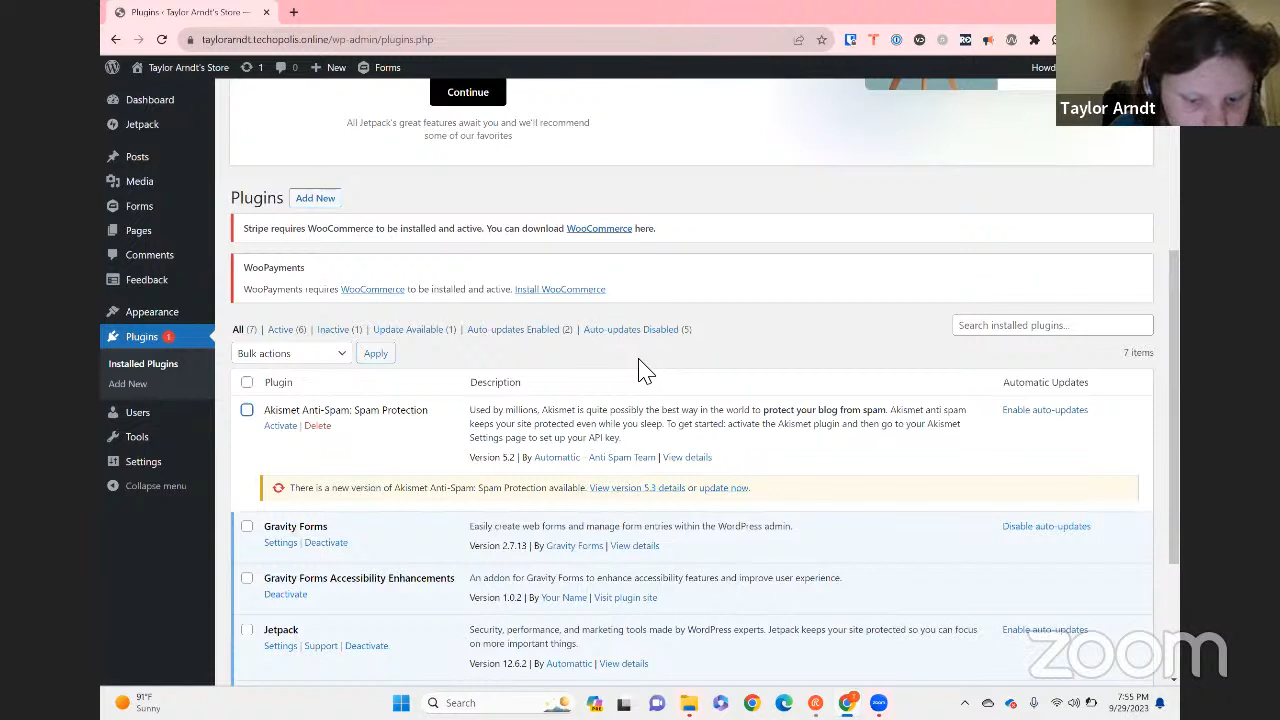 Plugins ‹ Taylor Arndt's Store —
taylorarndt.techopolis.online/wp-admin/plugins.php
Taylor Arndt's Store
1
0
New
Forms
Howd
Taylor Arndt
Dashboard
Jetpack
Posts
Media
Forms
Pages
Comments
Feedback
Appearance
Plugins 1
Installed Plugins
Add New
Users
Tools
Settings
Collapse menu
Continue
All Jetpack's great features await you and we'll recommend
some of our favorites
Plugins Add New
Stripe requires WooCommerce to be installed and active. You can download WooCommerce here.
WooPayments
WooPayments requires WooCommerce to be installed and active. Install WooCommerce
All (7) | Active (6) | Inactive (1) | Update Available (1) | Auto-updates Enabled (2) | Auto-updates Disabled (5)
Search installed plugins...
Bulk actions
Apply
7 items
Plugin Description Automatic Updates
Akismet Anti-Spam: Spam Protection
Activate | Delete
Used by millions, Akismet is quite possibly the best way in the world to protect your blog from spam. Akismet anti spam
keeps your site protected even while you sleep. To get started: activate the Akismet plugin and then go to your Akismet
Settings page to set up your API key.
Version 5.2 | By Automattic - Anti Spam Team | View details
Enable auto-updates
There is a new version of Akismet Anti-Spam: Spam Protection available. View version 5.3 details or update now.
Gravity Forms
Settings | Deactivate
Easily create web forms and manage form entries within the WordPress admin.
Version 2.7.13 | By Gravity Forms | View details
Disable auto-updates
Gravity Forms Accessibility Enhancements
Deactivate
An addon for Gravity Forms to enhance accessibility features and improve user experience.
Version 1.0.2 | By Your Name | Visit plugin site
Jetpack
Settings | Support | Deactivate
Security, performance, and marketing tools made by WordPress experts. Jetpack keeps your site protected so you can focus
on more important things.
Version 12.6.2 | By Automattic | View details
Enable auto-updates
zoom
91°F
Sunny
Search
7:55 PM
9/29/2023